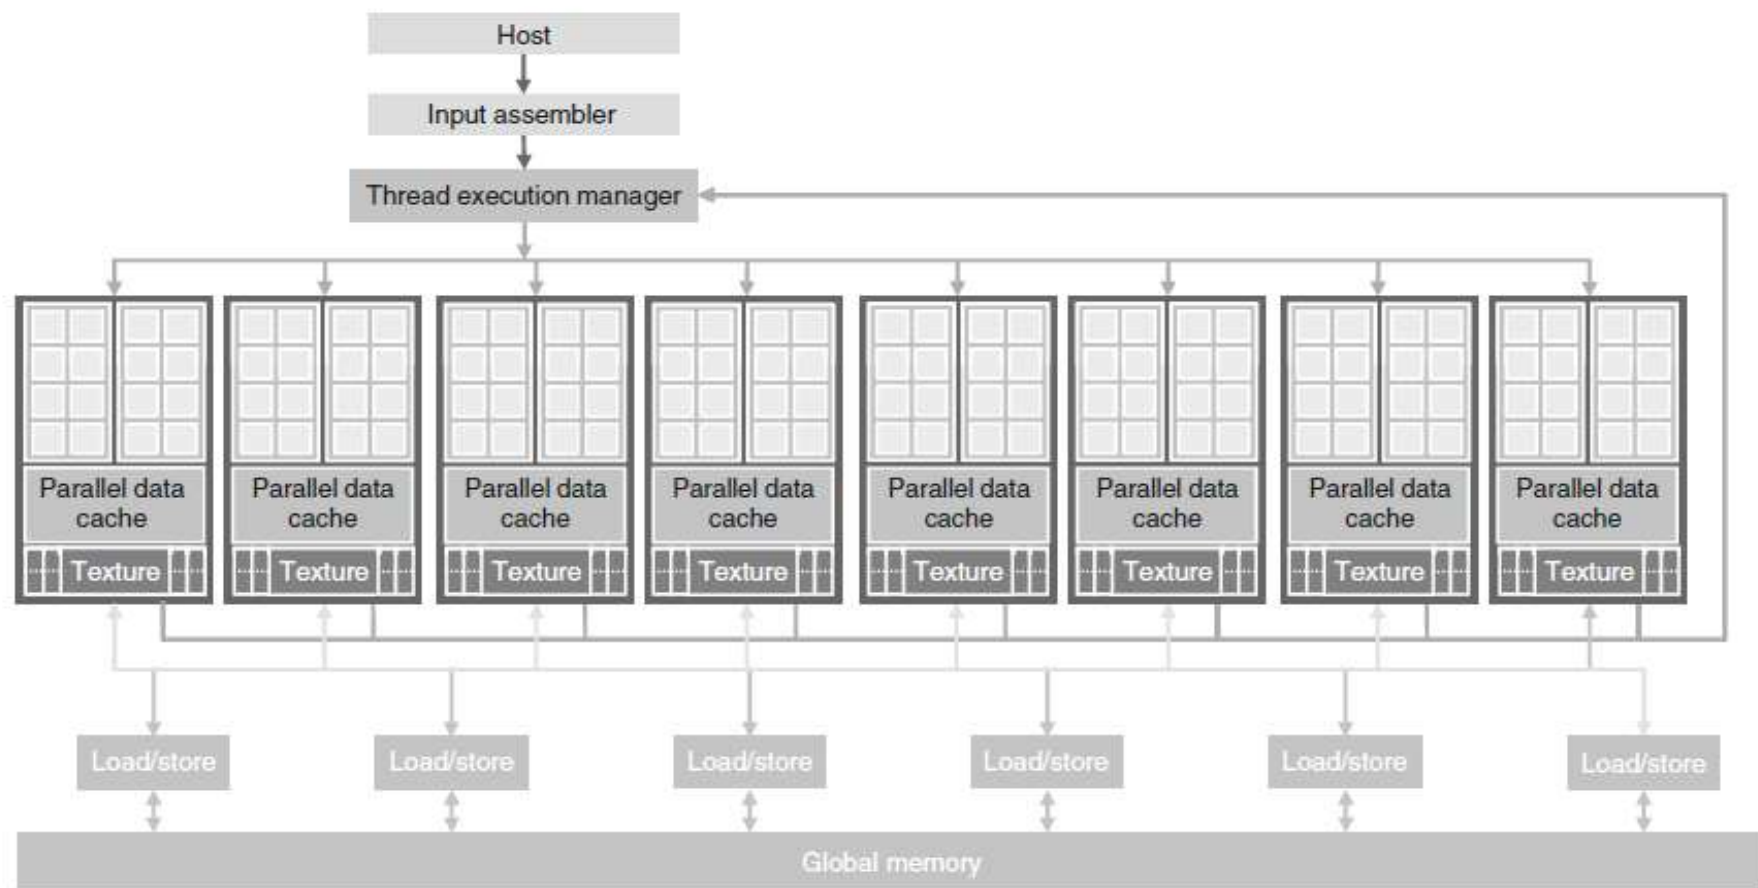 Host
Input assembler
Thread execution manager
Parallel data
cache
Parallel data
cache
Parallel data
cache
Parallel data
cache
Parallel data
cache
Parallel data
cache
Parallel data
cache
Parallel data
cache
Texture
Texture
Texture
Texture
Texture
Texture
Texture
Texture
Load/store
Load/store
Load/store
Load/store
Load/store
Load/store
Global memory